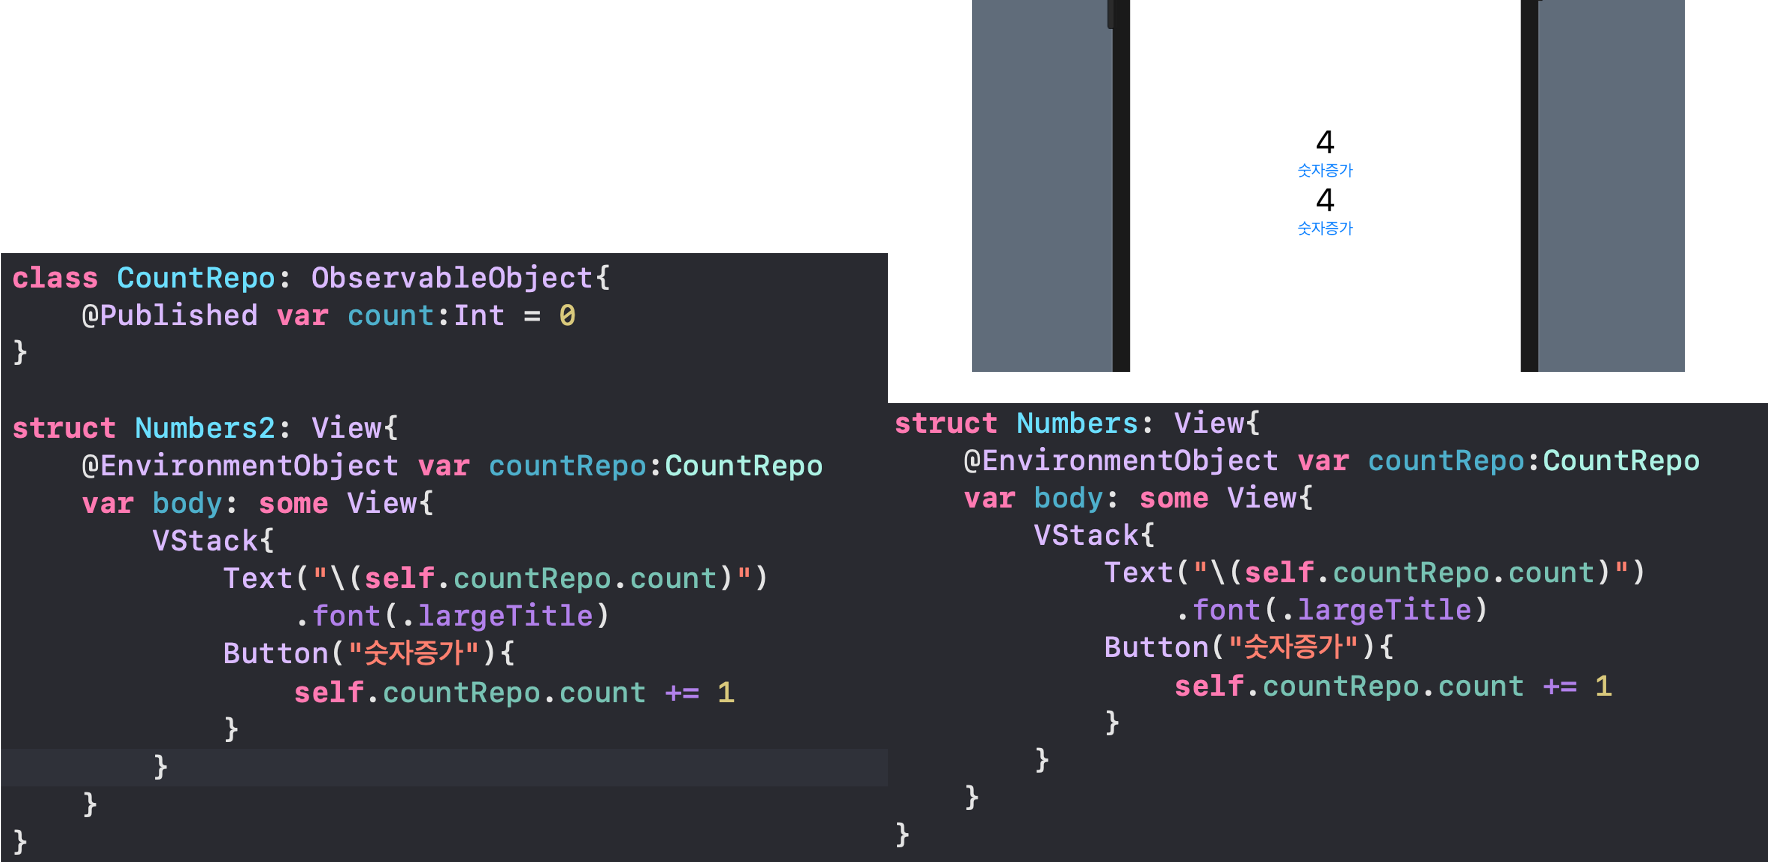 4
숫자증가
4
숫자증가
class CountRepo: ObservableObject{
    @Published var count:Int = 0
}
struct Numbers2: View{
    @EnvironmentObject var countRepo:CountRepo
    var body: some View{
        VStack{
            Text("\(self.countRepo.count)")
                .font(.largeTitle)
            Button("숫자증가"){
                self.countRepo.count += 1
            }
        }
    }
}
struct Numbers: View{
    @EnvironmentObject var countRepo:CountRepo
    var body: some View{
        VStack{
            Text("\(self.countRepo.count)")
                .font(.largeTitle)
            Button("숫자증가"){
                self.countRepo.count += 1
            }
        }
    }
}